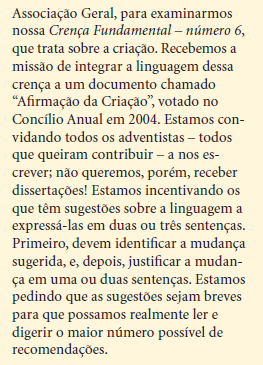 Associação Geral, para examinarmos
nossa Crença Fundamental – número 6,
que trata sobre a criação. Recebemos a
missão de integrar a linguagem dessa
crença a um documento chamado
“Afirmação da Criação”, votado no
Concílio Anual em 2004. Estamos con-
vidando todos os adventistas – todos
que queiram contribuir – a nos es-
crever; não queremos, porém, receber
dissertações! Estamos incentivando os
que têm sugestões sobre a linguagem a
expressá-las em duas ou três sentenças.
Primeiro, devem identificar a mudança
sugerida, e, depois, justificar a mudan-
ça em uma ou duas sentenças. Estamos
pedindo que as sugestões sejam breves
para que possamos realmente ler e
digerir o maior número possível de
recomendações.